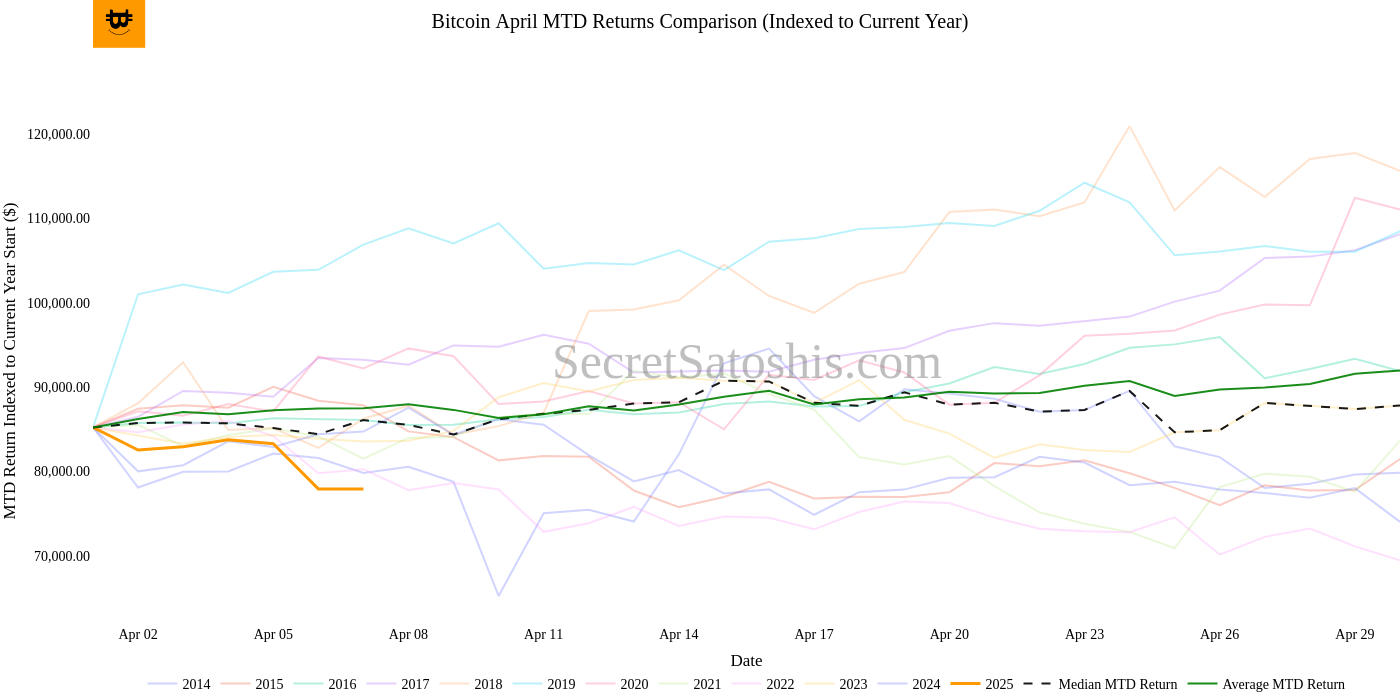 Bitcoin April MTD Returns Comparison (Indexed to Current Year)
MTD Return Indexed to Current Year Start ($)
120,000.00
110,000.00
100,000.00
90,000.00
80,000.00
70,000.00
SecretSatoshis.com
Apr 02 Apr 05 Apr 08 Apr 11 Apr 14 Apr 17 Apr 20 Apr 23 Apr 26 Apr 29
Date
2014 2015 2016 2017 2018 2019 2020 2021 2022 2023 2024 2025 Median MTD Return Average MTD Return